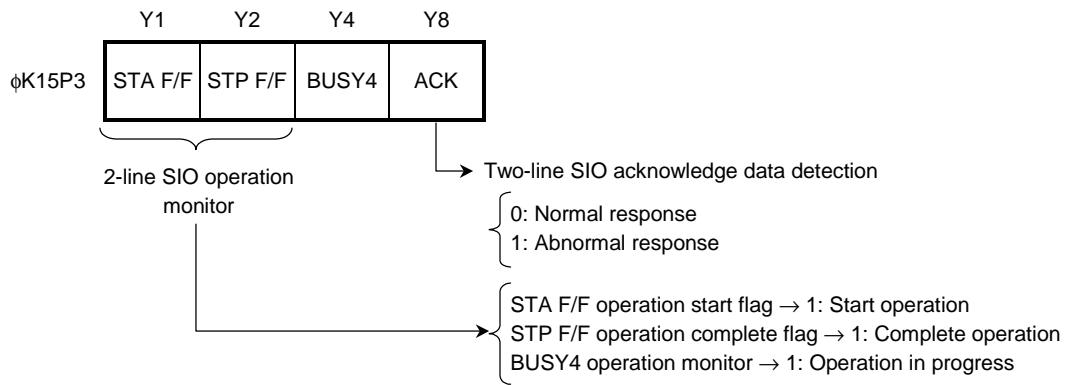 Y1 Y2 Y4 Y8
ϕK15P3 STA F/F STP F/F BUSY4 ACK
2-line SIO operation
monitor
Two-line SIO acknowledge data detection
0: Normal response
1: Abnormal response
STA F/F operation start flag → 1: Start operation
STP F/F operation complete flag → 1: Complete operation
BUSY4 operation monitor → 1: Operation in progress